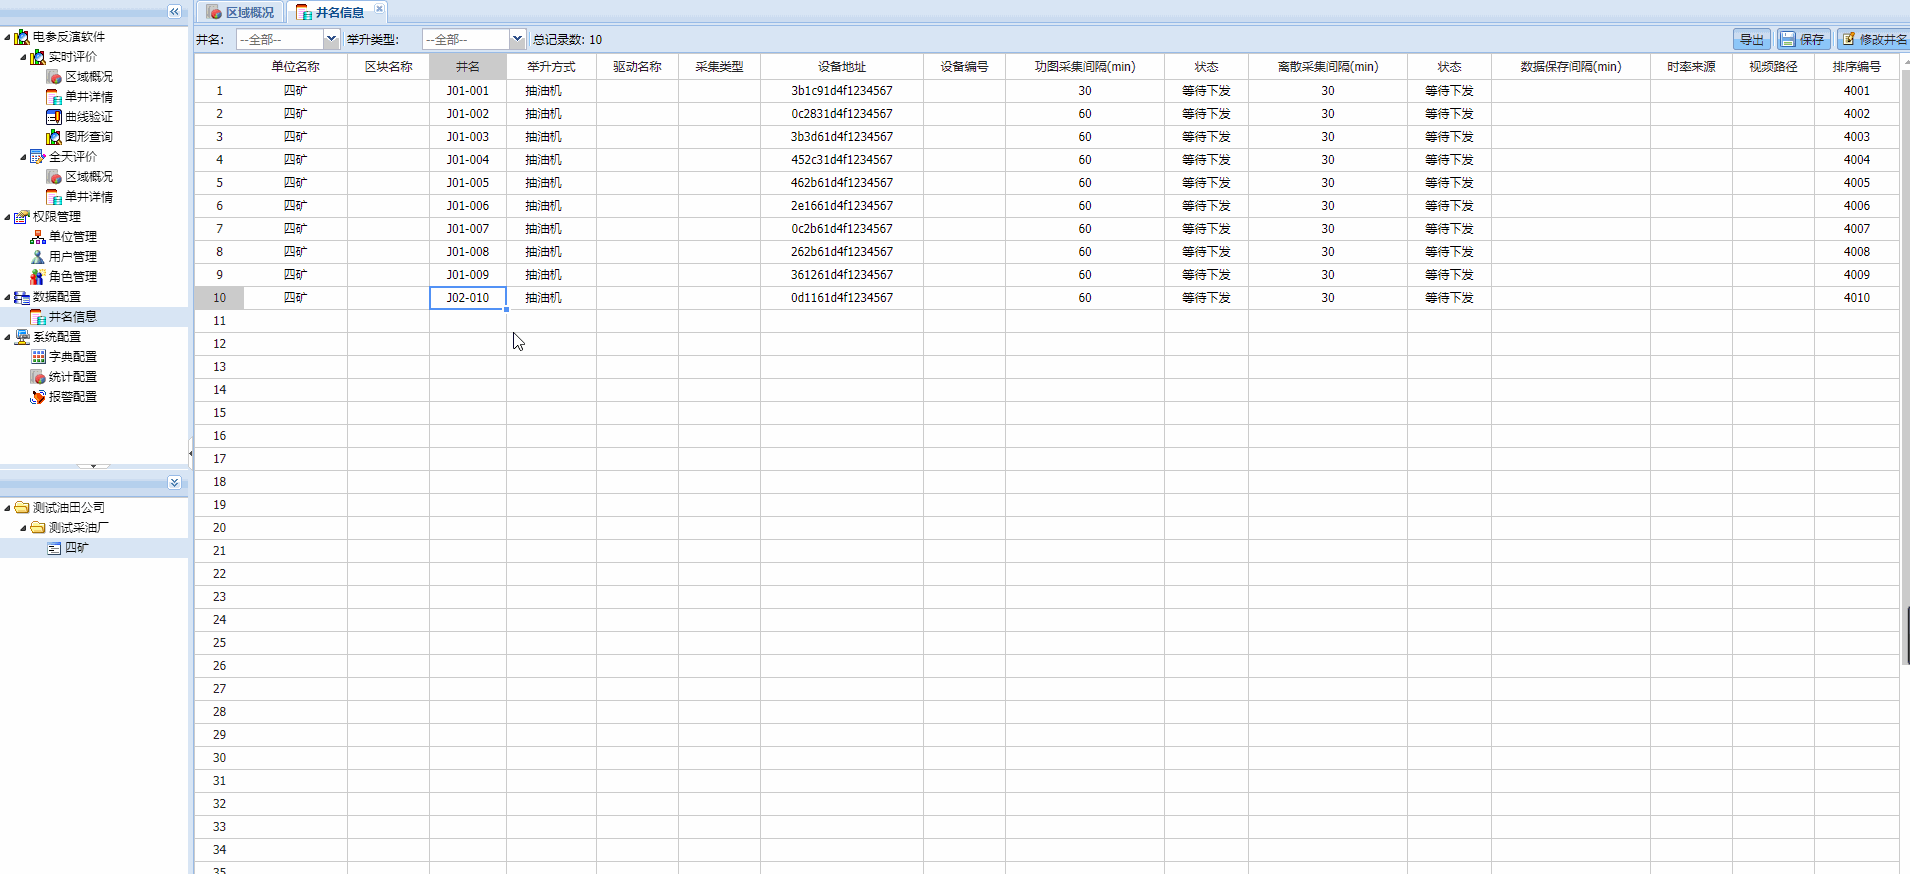 区域概况 井名信息
井名: --全部-- 举升类型: --全部-- 总记录数: 10 导出 保存 修改井名
电参反演软件
实时评价
区域概况
单井详情
曲线验证
图形查询
全天评价
区域概况
单井详情
权限管理
单位管理
用户管理
角色管理
数据配置
井名信息
系统配置
字典配置
统计配置
报警配置
测试油田公司
测试采油厂
四矿
单位名称 区块名称 井名 举升方式 驱动名称 采集类型 设备地址 设备编号 功图采集间隔(min) 状态 离散采集间隔(min) 状态 数据保存间隔(min) 时率来源 视频路径 排序编号
1 四矿 J01-001 抽油机 3b1c91d4f1234567 30 等待下发 30 等待下发 4001
2 四矿 J01-002 抽油机 0c2831d4f1234567 60 等待下发 30 等待下发 4002
3 四矿 J01-003 抽油机 3b3d61d4f1234567 60 等待下发 30 等待下发 4003
4 四矿 J01-004 抽油机 452c31d4f1234567 60 等待下发 30 等待下发 4004
5 四矿 J01-005 抽油机 462b61d4f1234567 60 等待下发 30 等待下发 4005
6 四矿 J01-006 抽油机 2e1661d4f1234567 60 等待下发 30 等待下发 4006
7 四矿 J01-007 抽油机 0c2b61d4f1234567 60 等待下发 30 等待下发 4007
8 四矿 J01-008 抽油机 262b61d4f1234567 60 等待下发 30 等待下发 4008
9 四矿 J01-009 抽油机 361261d4f1234567 60 等待下发 30 等待下发 4009
10 四矿 J02-010 抽油机 0d1161d4f1234567 60 等待下发 30 等待下发 4010
11
12
13
14
15
16
17
18
19
20
21
22
23
24
25
26
27
28
29
30
31
32
33
34
35